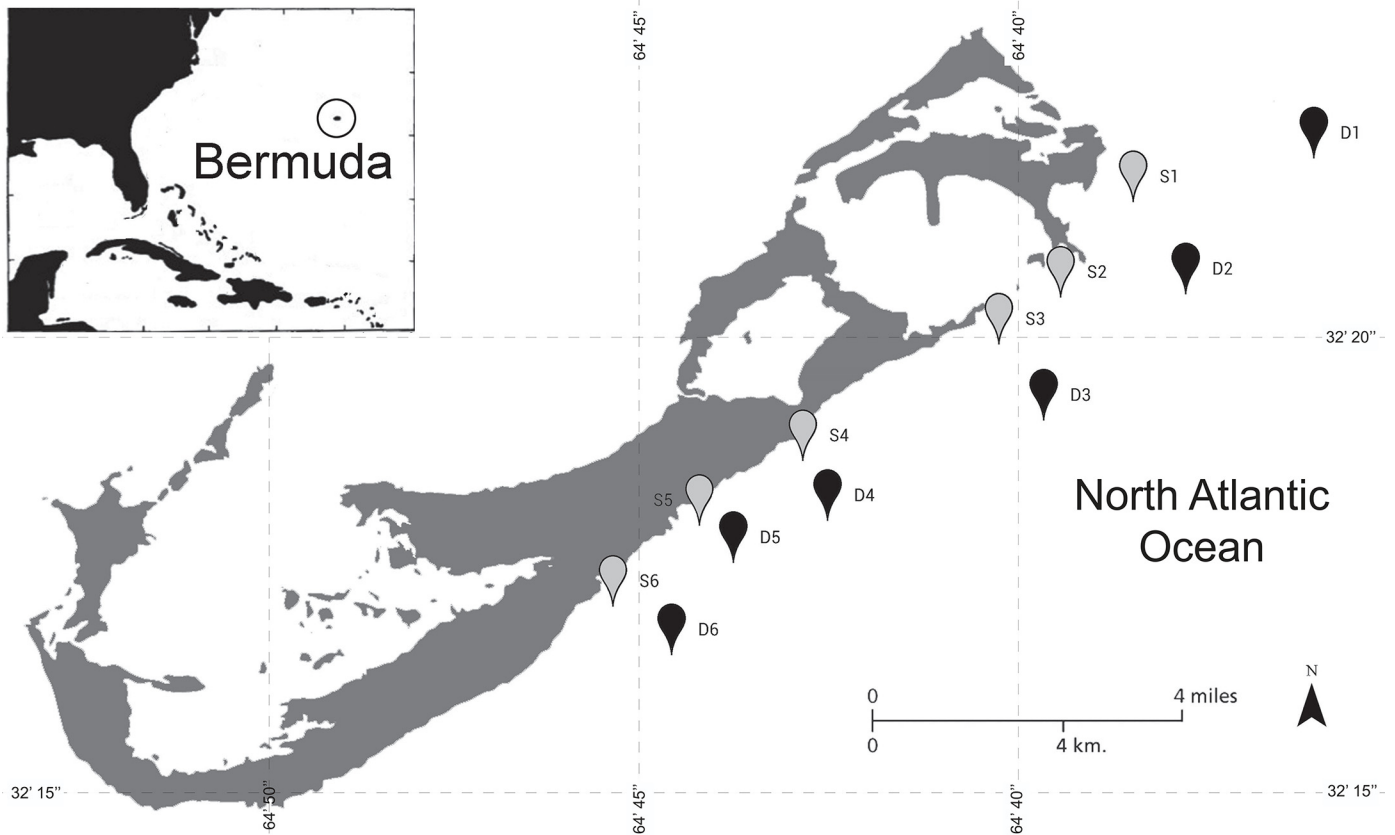 Bermuda
64’ 45”
64’ 40”
D1
S1
S2
D2
S3
32’ 20”
D3
S4
D4
S5
D5
S6
D6
North Atlantic
Ocean
N
0
4 miles
0
4 km.
32’ 15”
64’ 50”
64’ 45”
64’ 40”
32’ 15”